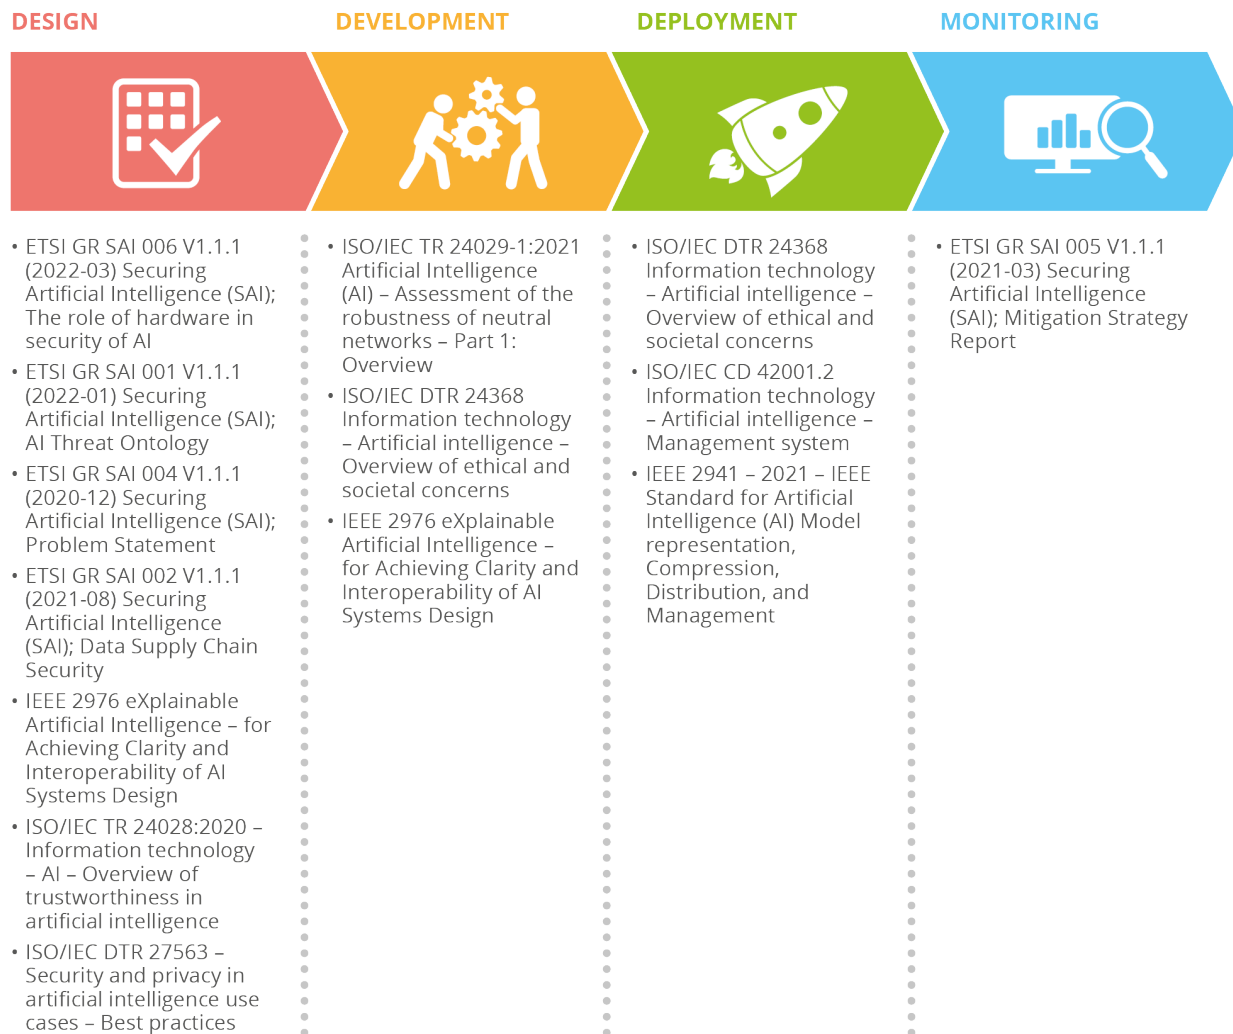 DESIGN
DEVELOPMENT
DEPLOYMENT
MONITORING
• ETSI GR SAI 006 V1.1.1
(2022-03) Securing
Artificial Intelligence (SAI);
The role of hardware in
security of AI
• ETSI GR SAI 001 V1.1.1
(2022-01) Securing
Artificial Intelligence (SAI);
AI Threat Ontology
• ETSI GR SAI 004 V1.1.1
(2020-12) Securing
Artificial Intelligence (SAI);
Problem Statement
• ETSI GR SAI 002 V1.1.1
(2021-08) Securing
Artificial Intelligence
(SAI); Data Supply Chain
Security
• IEEE 2976 eXplainable
Artificial Intelligence – for
Achieving Clarity and
Interoperability of AI
Systems Design
• ISO/IEC TR 24028:2020 –
Information technology
– AI – Overview of
trustworthiness in
artificial intelligence
• ISO/IEC DTR 27563 –
Security and privacy in
artificial intelligence use
cases – Best practices
• ISO/IEC TR 24029-1:2021
Artificial Intelligence
(AI) – Assessment of the
robustness of neutral
networks – Part 1:
Overview
• ISO/IEC DTR 24368
Information technology
– Artificial intelligence –
Overview of ethical and
societal concerns
• IEEE 2976 eXplainable
Artificial Intelligence –
for Achieving Clarity and
Interoperability of AI
Systems Design
• ISO/IEC DTR 24368
Information technology
– Artificial intelligence –
Overview of ethical and
societal concerns
• ISO/IEC CD 42001.2
Information technology
– Artificial intelligence –
Management system
• IEEE 2941 – 2021 – IEEE
Standard for Artificial
Intelligence (AI) Model
representation,
Compression,
Distribution, and
Management
• ETSI GR SAI 005 V1.1.1
(2021-03) Securing
Artificial Intelligence
(SAI); Mitigation Strategy
Report